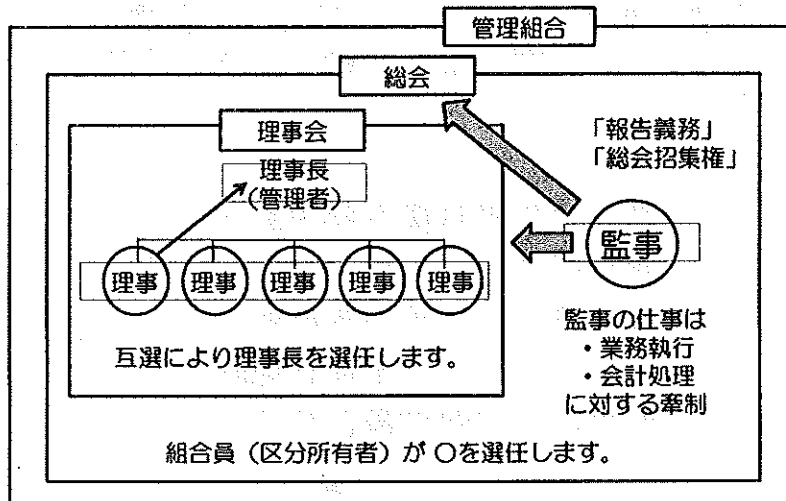 管理組合
総会
理事会
理事長
(管理者)
「報告義務」
「総会招集権」
監事
理事 理事 理事 理事 理事
互選により理事長を選任します。
監事の仕事は
・業務執行
・会計処理
に対する牽制
組合員（区分所有者）が 〇を選任します。